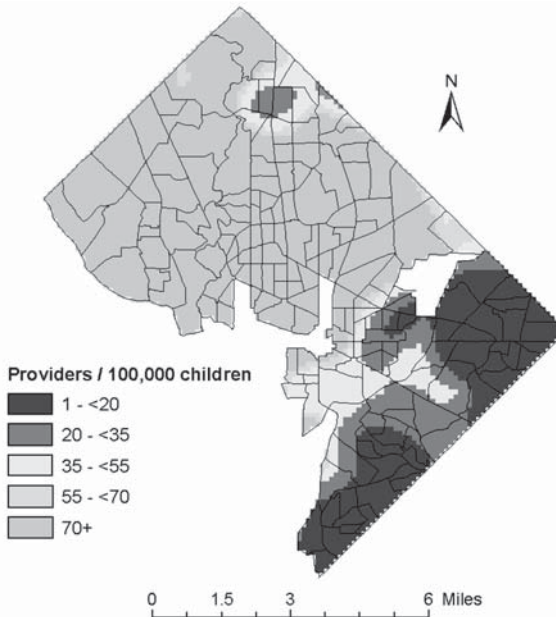 N
Providers / 100,000 children
1 - <20
20 - <35
35 - <55
55 - <70
70+
0 1.5 3 6 Miles